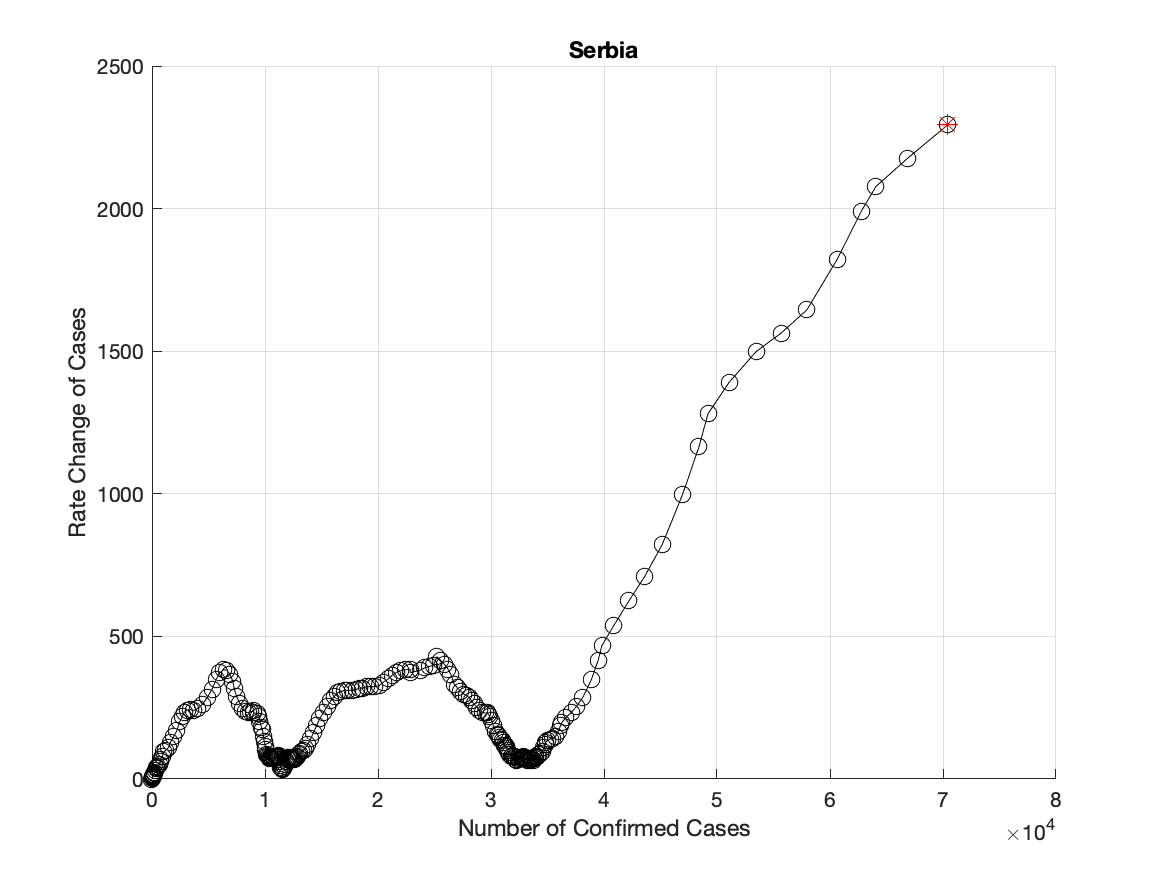 Serbia
2500
2000
1500
1000
500
0
Rate Change of Cases
0 1 2 3 4 5 6 7 8
Number of Confirmed Cases
×10^4